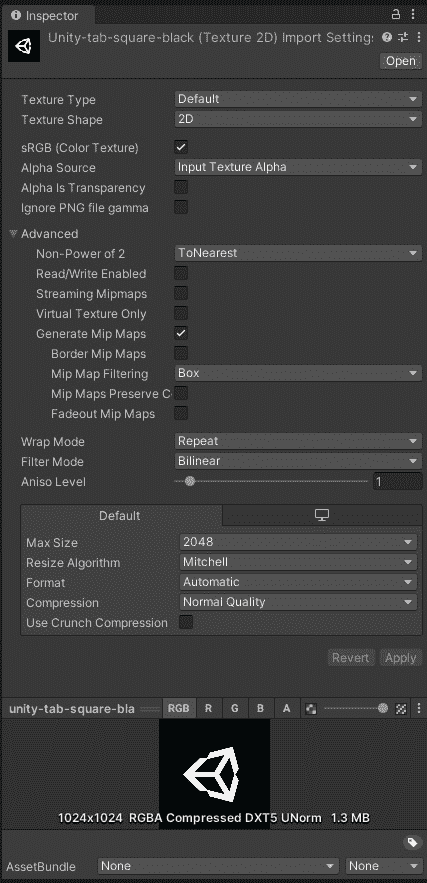 Inspector
Unity-tab-square-black (Texture 2D) Import Settings
Open
Texture Type Default
Texture Shape 2D
sRGB (Color Texture)
Alpha Source Input Texture Alpha
Alpha Is Transparency
Ignore PNG file gamma
Advanced
Non-Power of 2 ToNearest
Read/Write Enabled
Streaming Mipmaps
Virtual Texture Only
Generate Mip Maps
Border Mip Maps
Mip Map Filtering Box
Mip Maps Preserve C
Fadeout Mip Maps
Wrap Mode Repeat
Filter Mode Bilinear
Aniso Level 1
Default
Max Size 2048
Resize Algorithm Mitchell
Format Automatic
Compression Normal Quality
Use Crunch Compression
Revert Apply
unity-tab-square-bla RGB R G B A
1024x1024 RGBA Compressed DXT5 UNorm 1.3 MB
AssetBundle None None